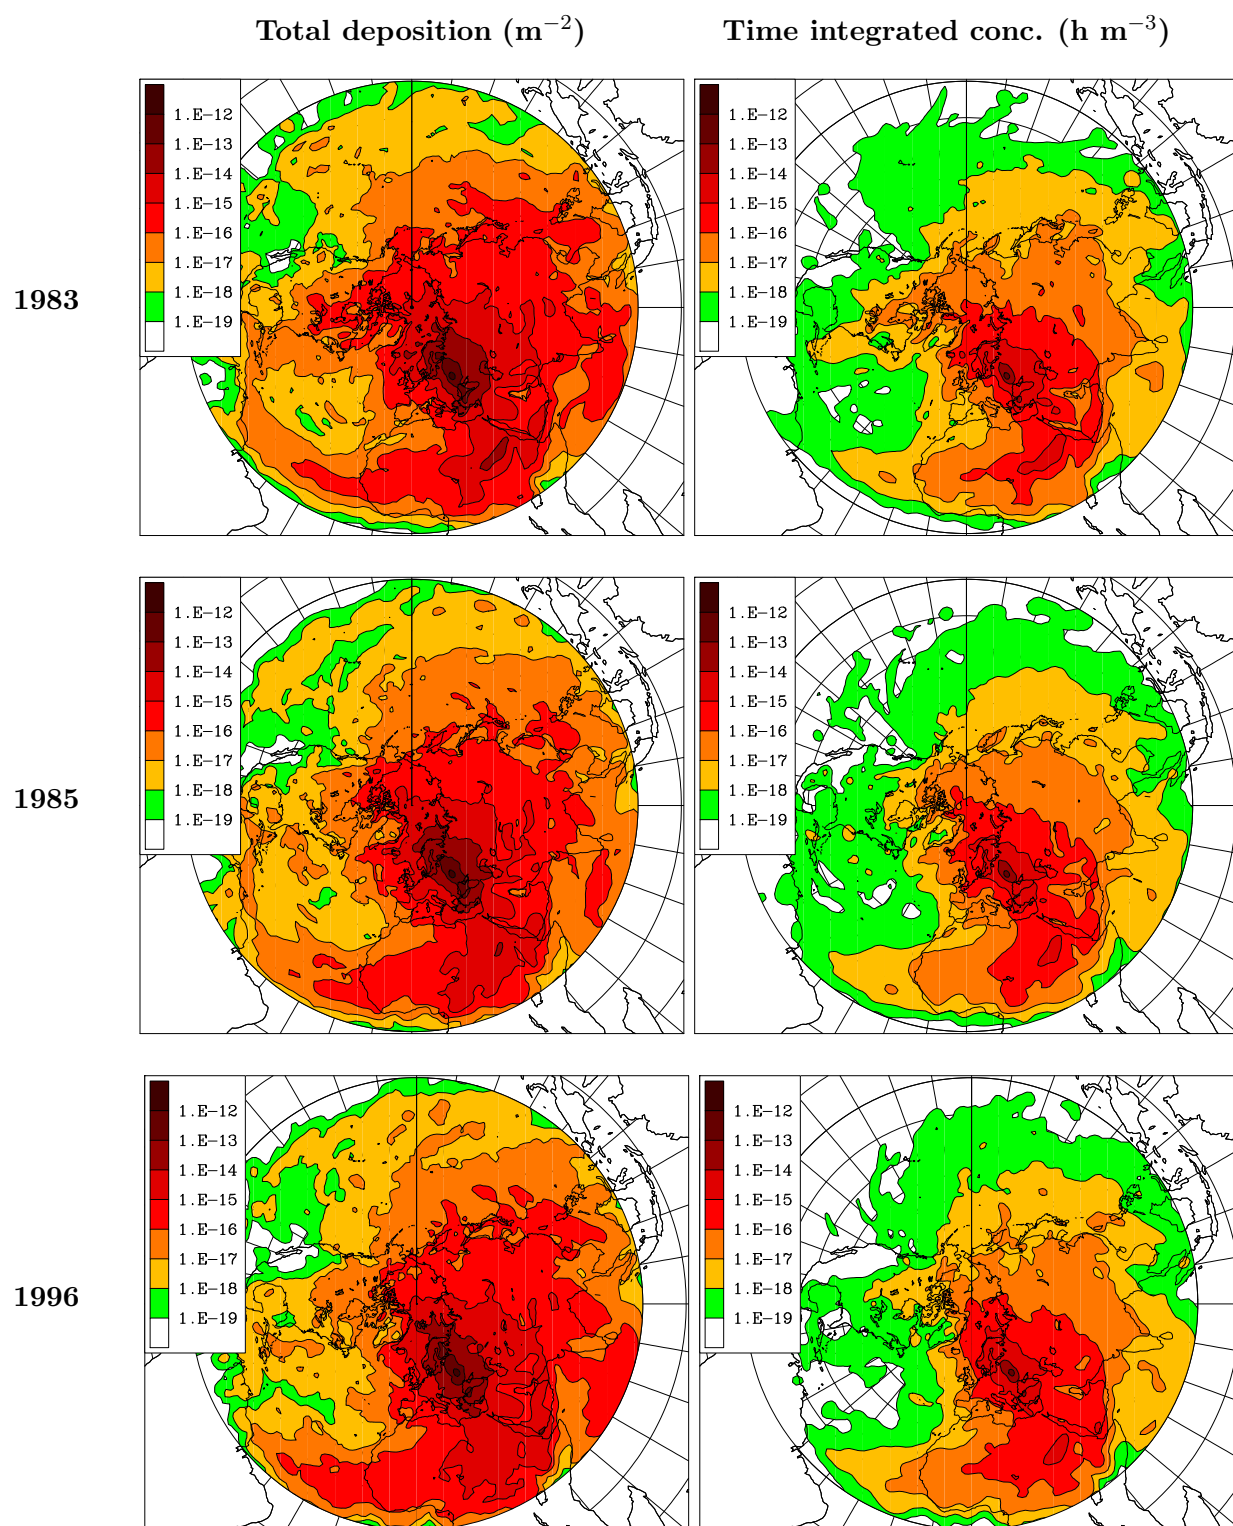 Total deposition (m−2) Time integrated conc. (h m−3)
1983
1.E−12 1.E−12
1.E−13 1.E−13
1.E−14 1.E−14
1.E−15 1.E−15
1.E−16 1.E−16
1.E−17 1.E−17
1.E−18 1.E−18
1.E−19 1.E−19
1985
1.E−12 1.E−12
1.E−13 1.E−13
1.E−14 1.E−14
1.E−15 1.E−15
1.E−16 1.E−16
1.E−17 1.E−17
1.E−18 1.E−18
1.E−19 1.E−19
1996
1.E−12 1.E−12
1.E−13 1.E−13
1.E−14 1.E−14
1.E−15 1.E−15
1.E−16 1.E−16
1.E−17 1.E−17
1.E−18 1.E−18
1.E−19 1.E−19